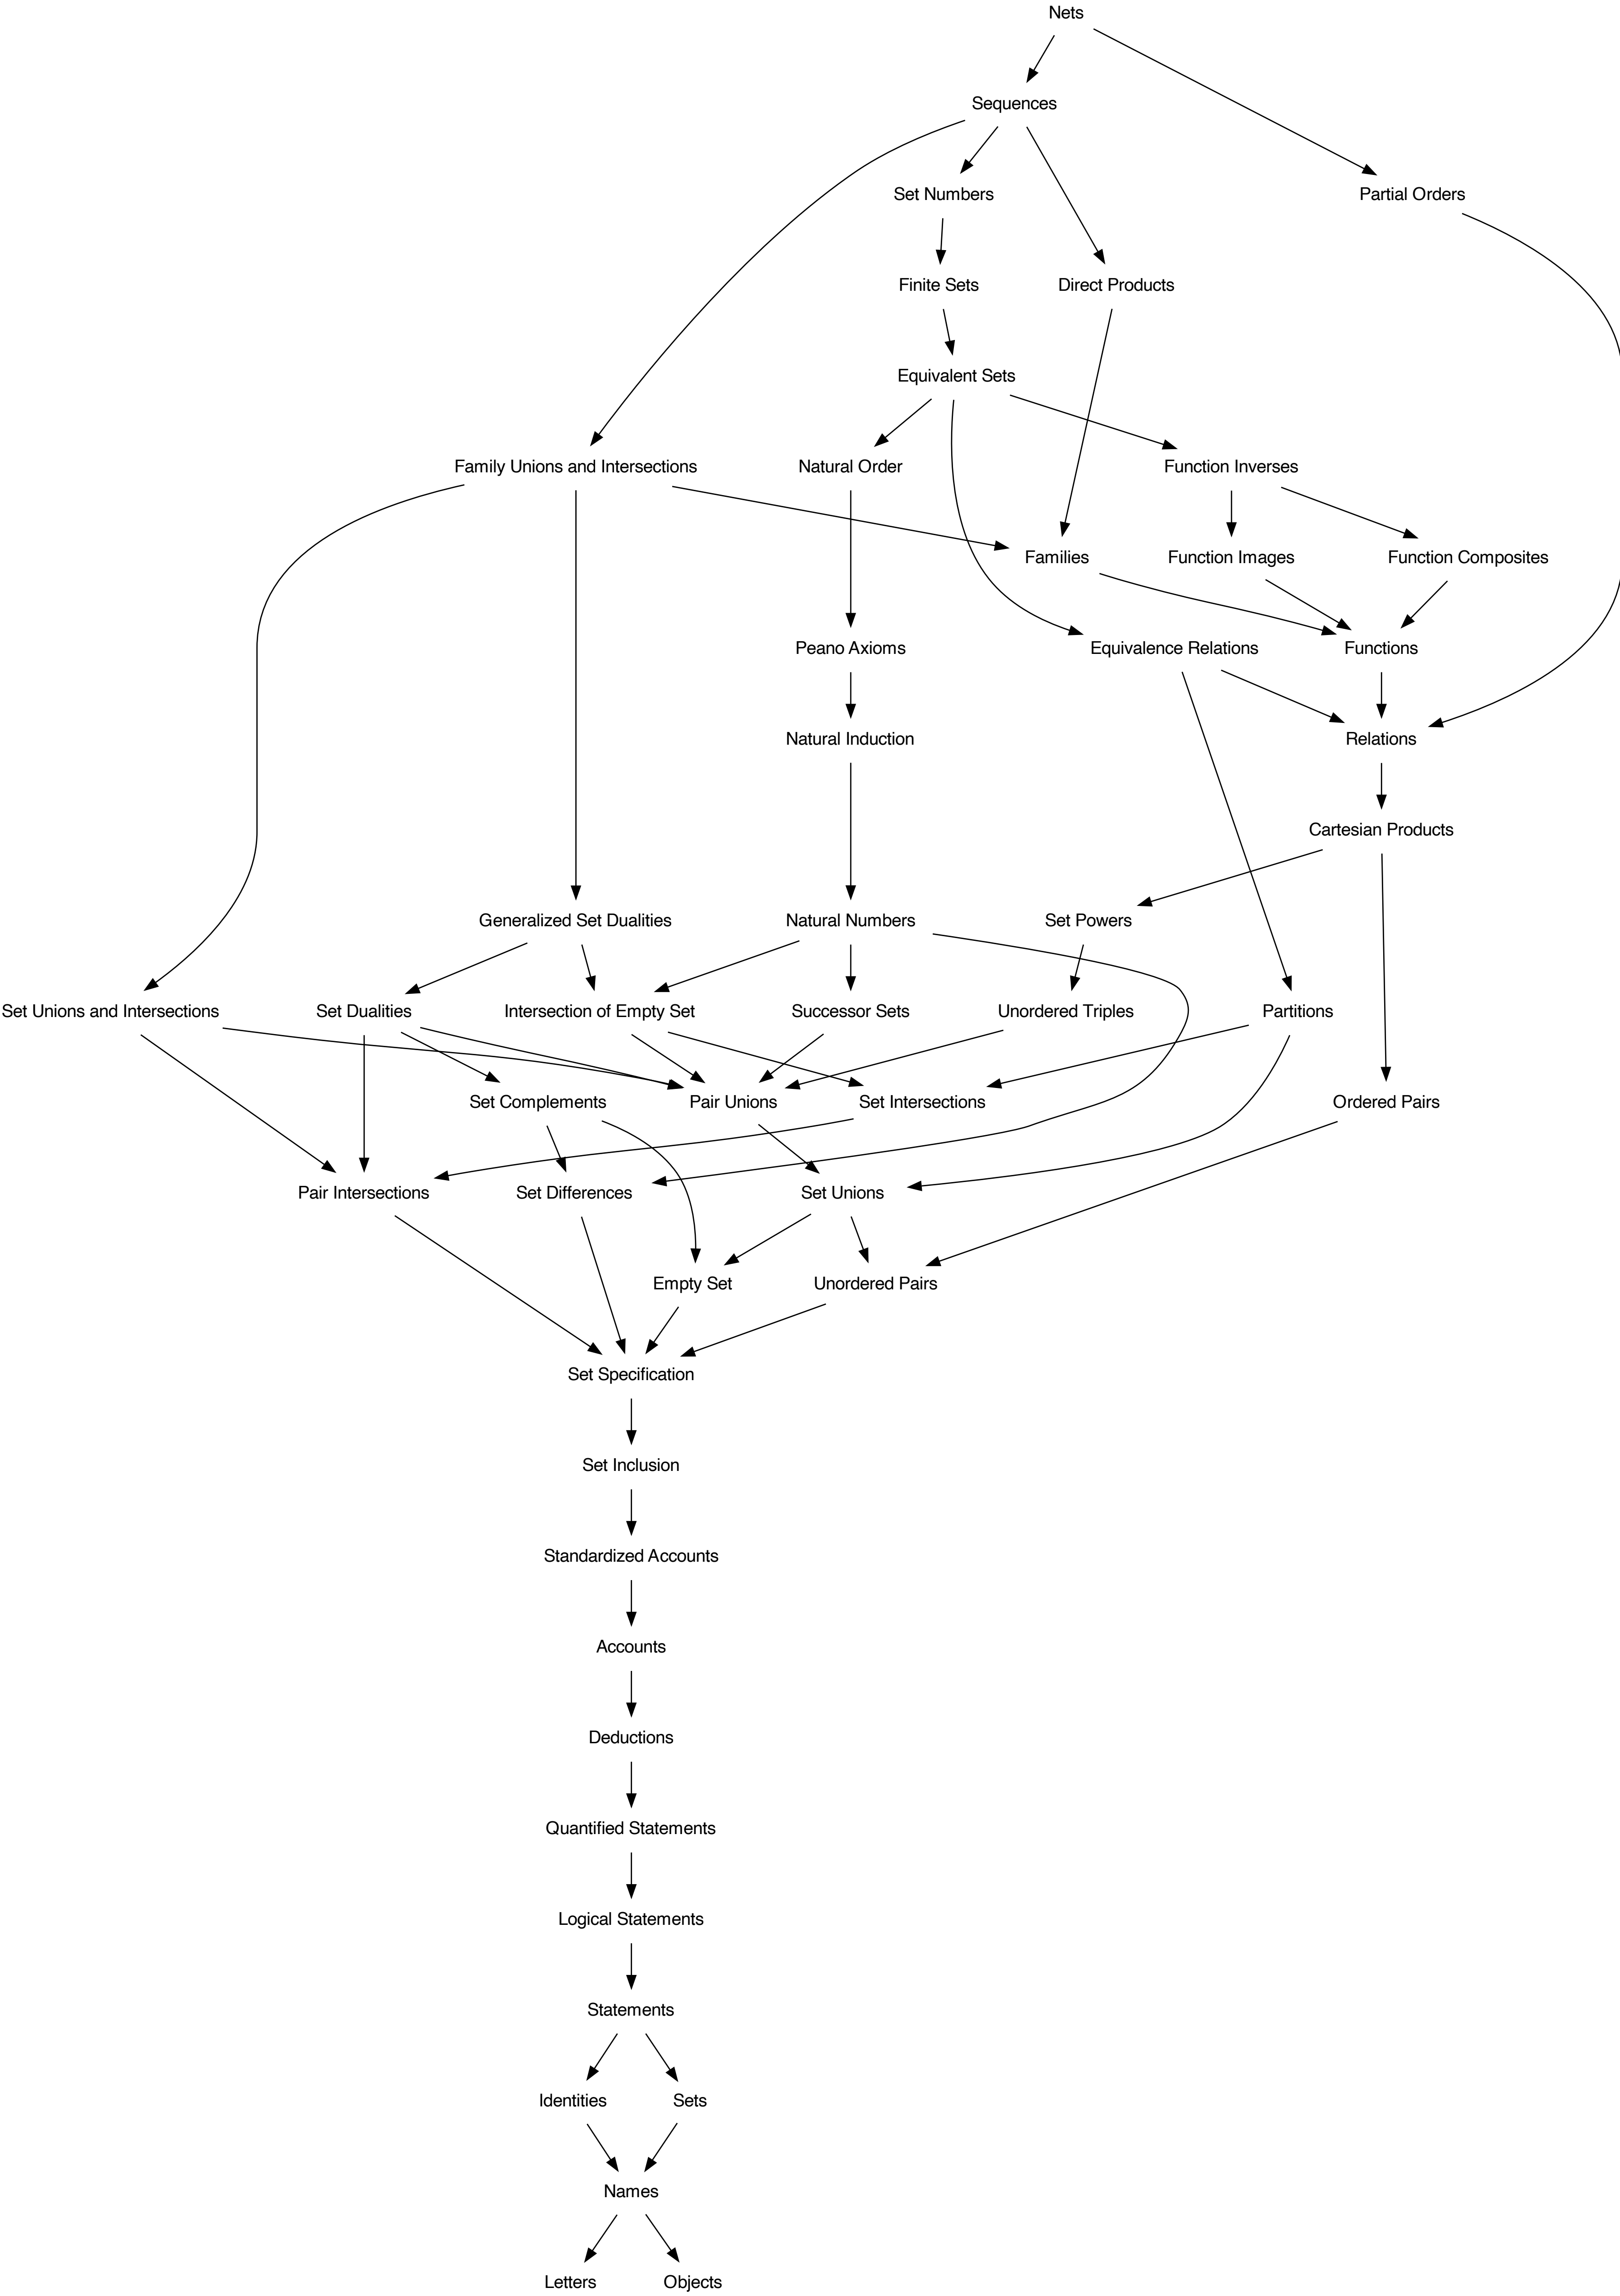 Nets
Sequences
Set Numbers
Partial Orders
Finite Sets
Direct Products
Equivalent Sets
Family Unions and Intersections
Natural Order
Function Inverses
Families
Function Images
Function Composites
Peano Axioms
Equivalence Relations
Functions
Natural Induction
Relations
Cartesian Products
Generalized Set Dualities
Natural Numbers
Set Powers
Set Unions and Intersections
Set Dualities
Intersection of Empty Set
Successor Sets
Unordered Triples
Partitions
Set Complements
Pair Unions
Set Intersections
Ordered Pairs
Pair Intersections
Set Differences
Set Unions
Empty Set
Unordered Pairs
Set Specification
Set Inclusion
Standardized Accounts
Accounts
Deductions
Quantified Statements
Logical Statements
Statements
Identities
Sets
Names
Letters
Objects